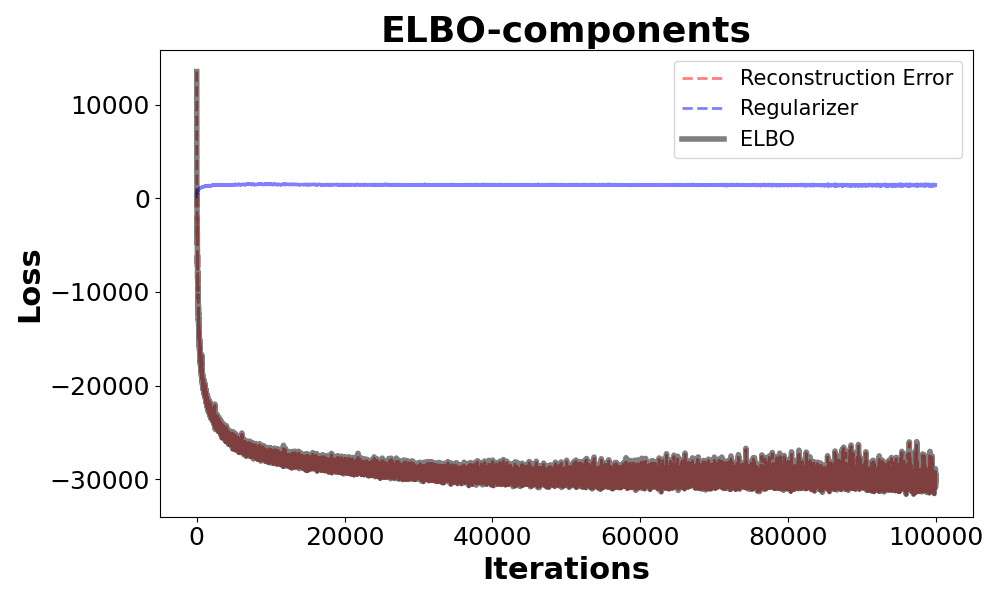 ELBO-components
Reconstruction Error
Regularizer
ELBO
10000
0
−10000
−20000
−30000
Loss
0 20000 40000 60000 80000 100000
Iterations